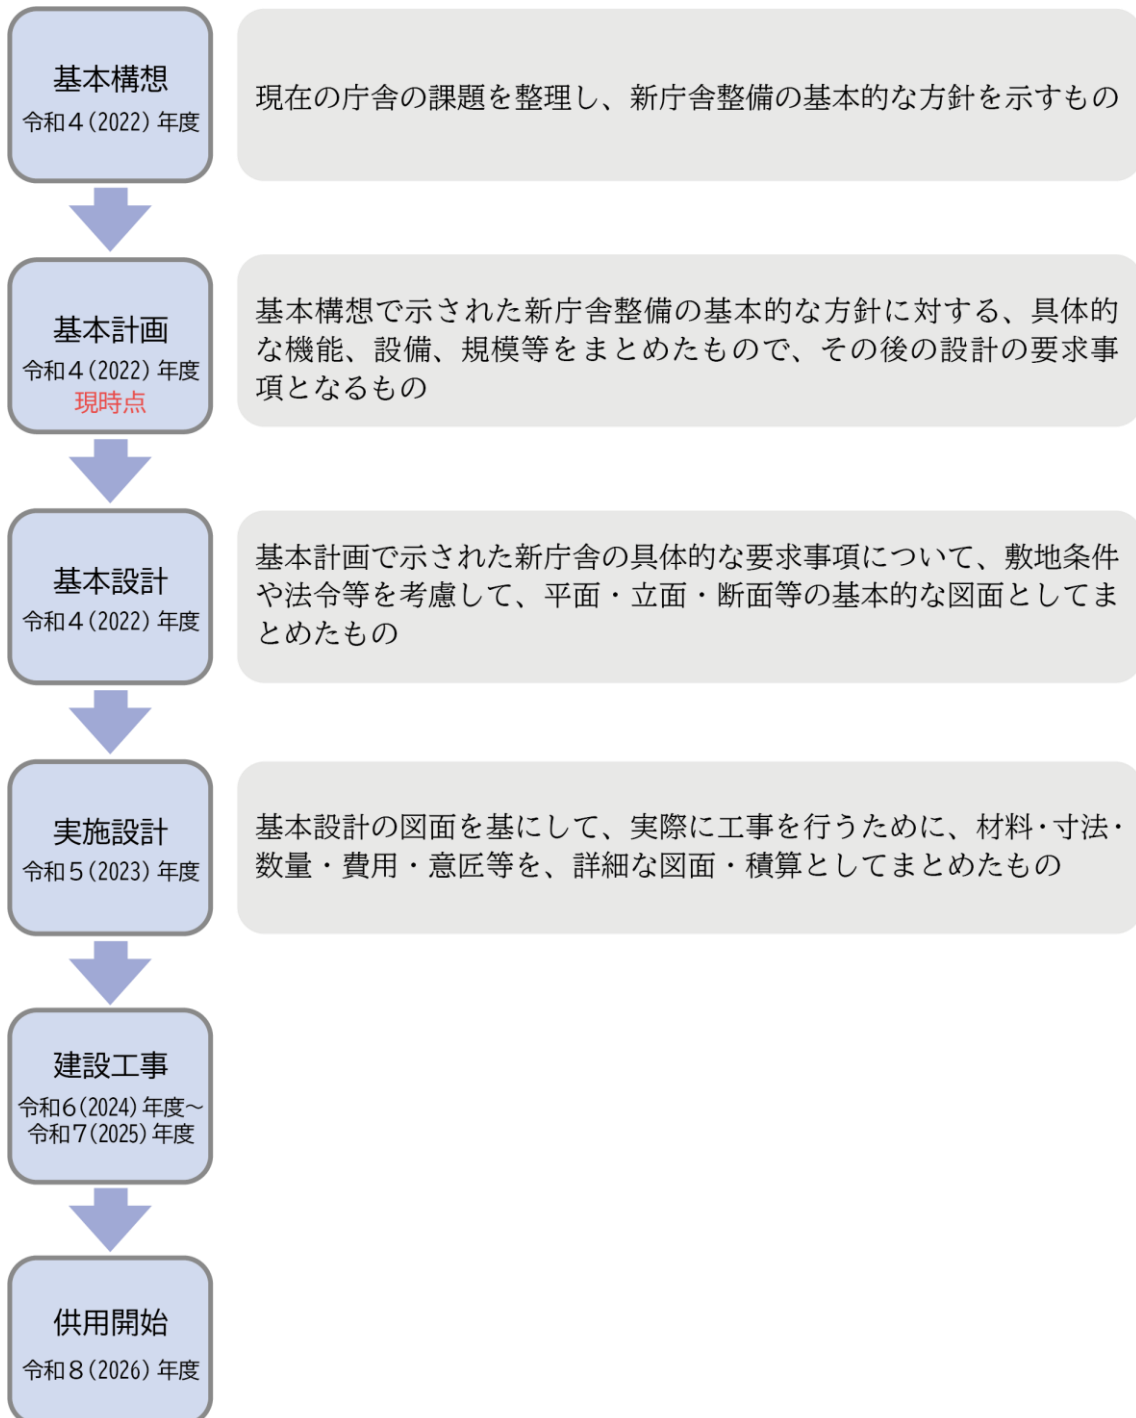 基本構想
令和4(2022)年度
現在の庁舎の課題を整理し、新庁舎整備の基本的な方針を示すもの
基本計画
令和4(2022)年度
現時点
基本構想で示された新庁舎整備の基本的な方針に対する、具体的
な機能、設備、規模等をまとめたもので、その後の設計の要求事
項となるもの
基本設計
令和4(2022)年度
基本計画で示された新庁舎の具体的な要求事項について、敷地条件
や法令等を考慮して、平面・立面・断面等の基本的な図面としてま
とめたもの
実施設計
令和5(2023)年度
基本設計の図面を基にして、実際に工事を行うために、材料・寸法・
数量・費用・意匠等を、詳細な図面・積算としてまとめたもの
建設工事
令和6(2024)年度～
令和7(2025)年度
供用開始
令和8(2026)年度